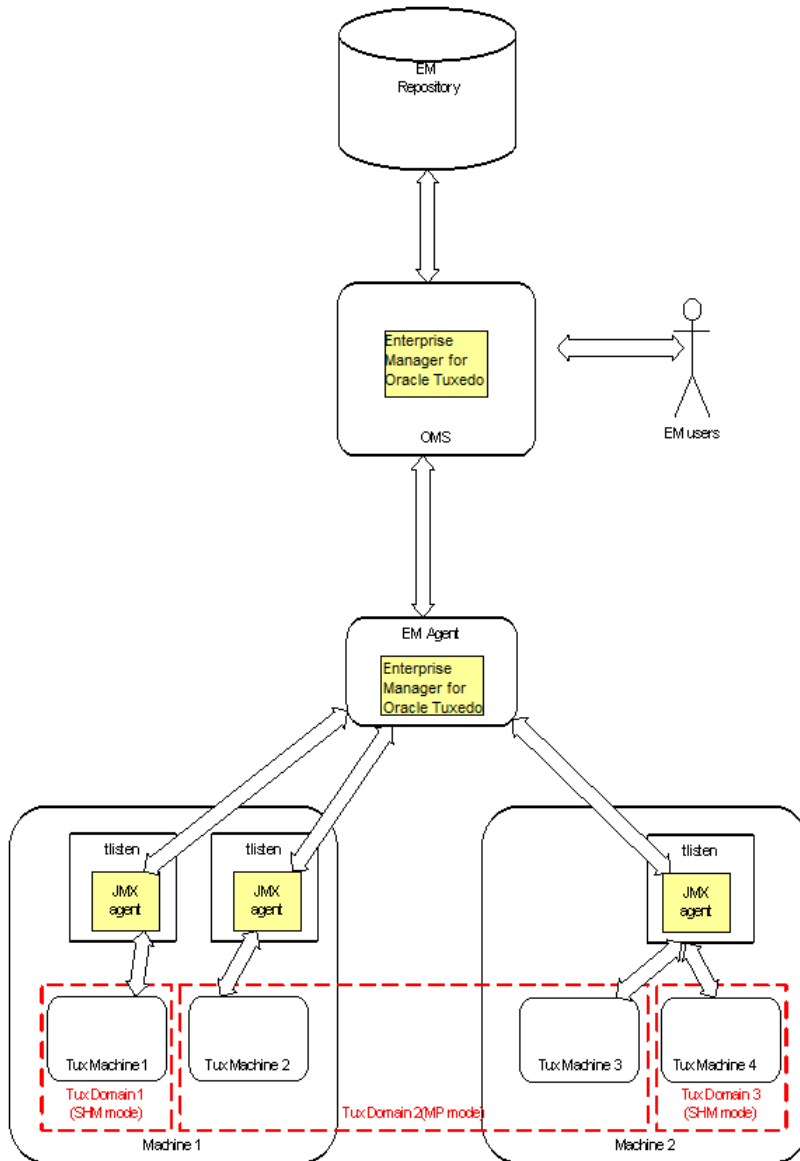 EM
Repository
Enterprise
Manager for
Oracle Tuxedo
OMS
EM users
EM Agent
Enterprise
Manager for
Oracle Tuxedo
tlisten
tlisten
tlisten
JMX
agent
JMX
agent
JMX
agent
Tux Machine 1
Tux Machine 2
Tux Machine 3
Tux Machine 4
Tux Domain 1
(SHM mode)
Tux Domain 2(MP mode)
Tux Domain 3
(SHM mode)
Machine 1
Machine 2